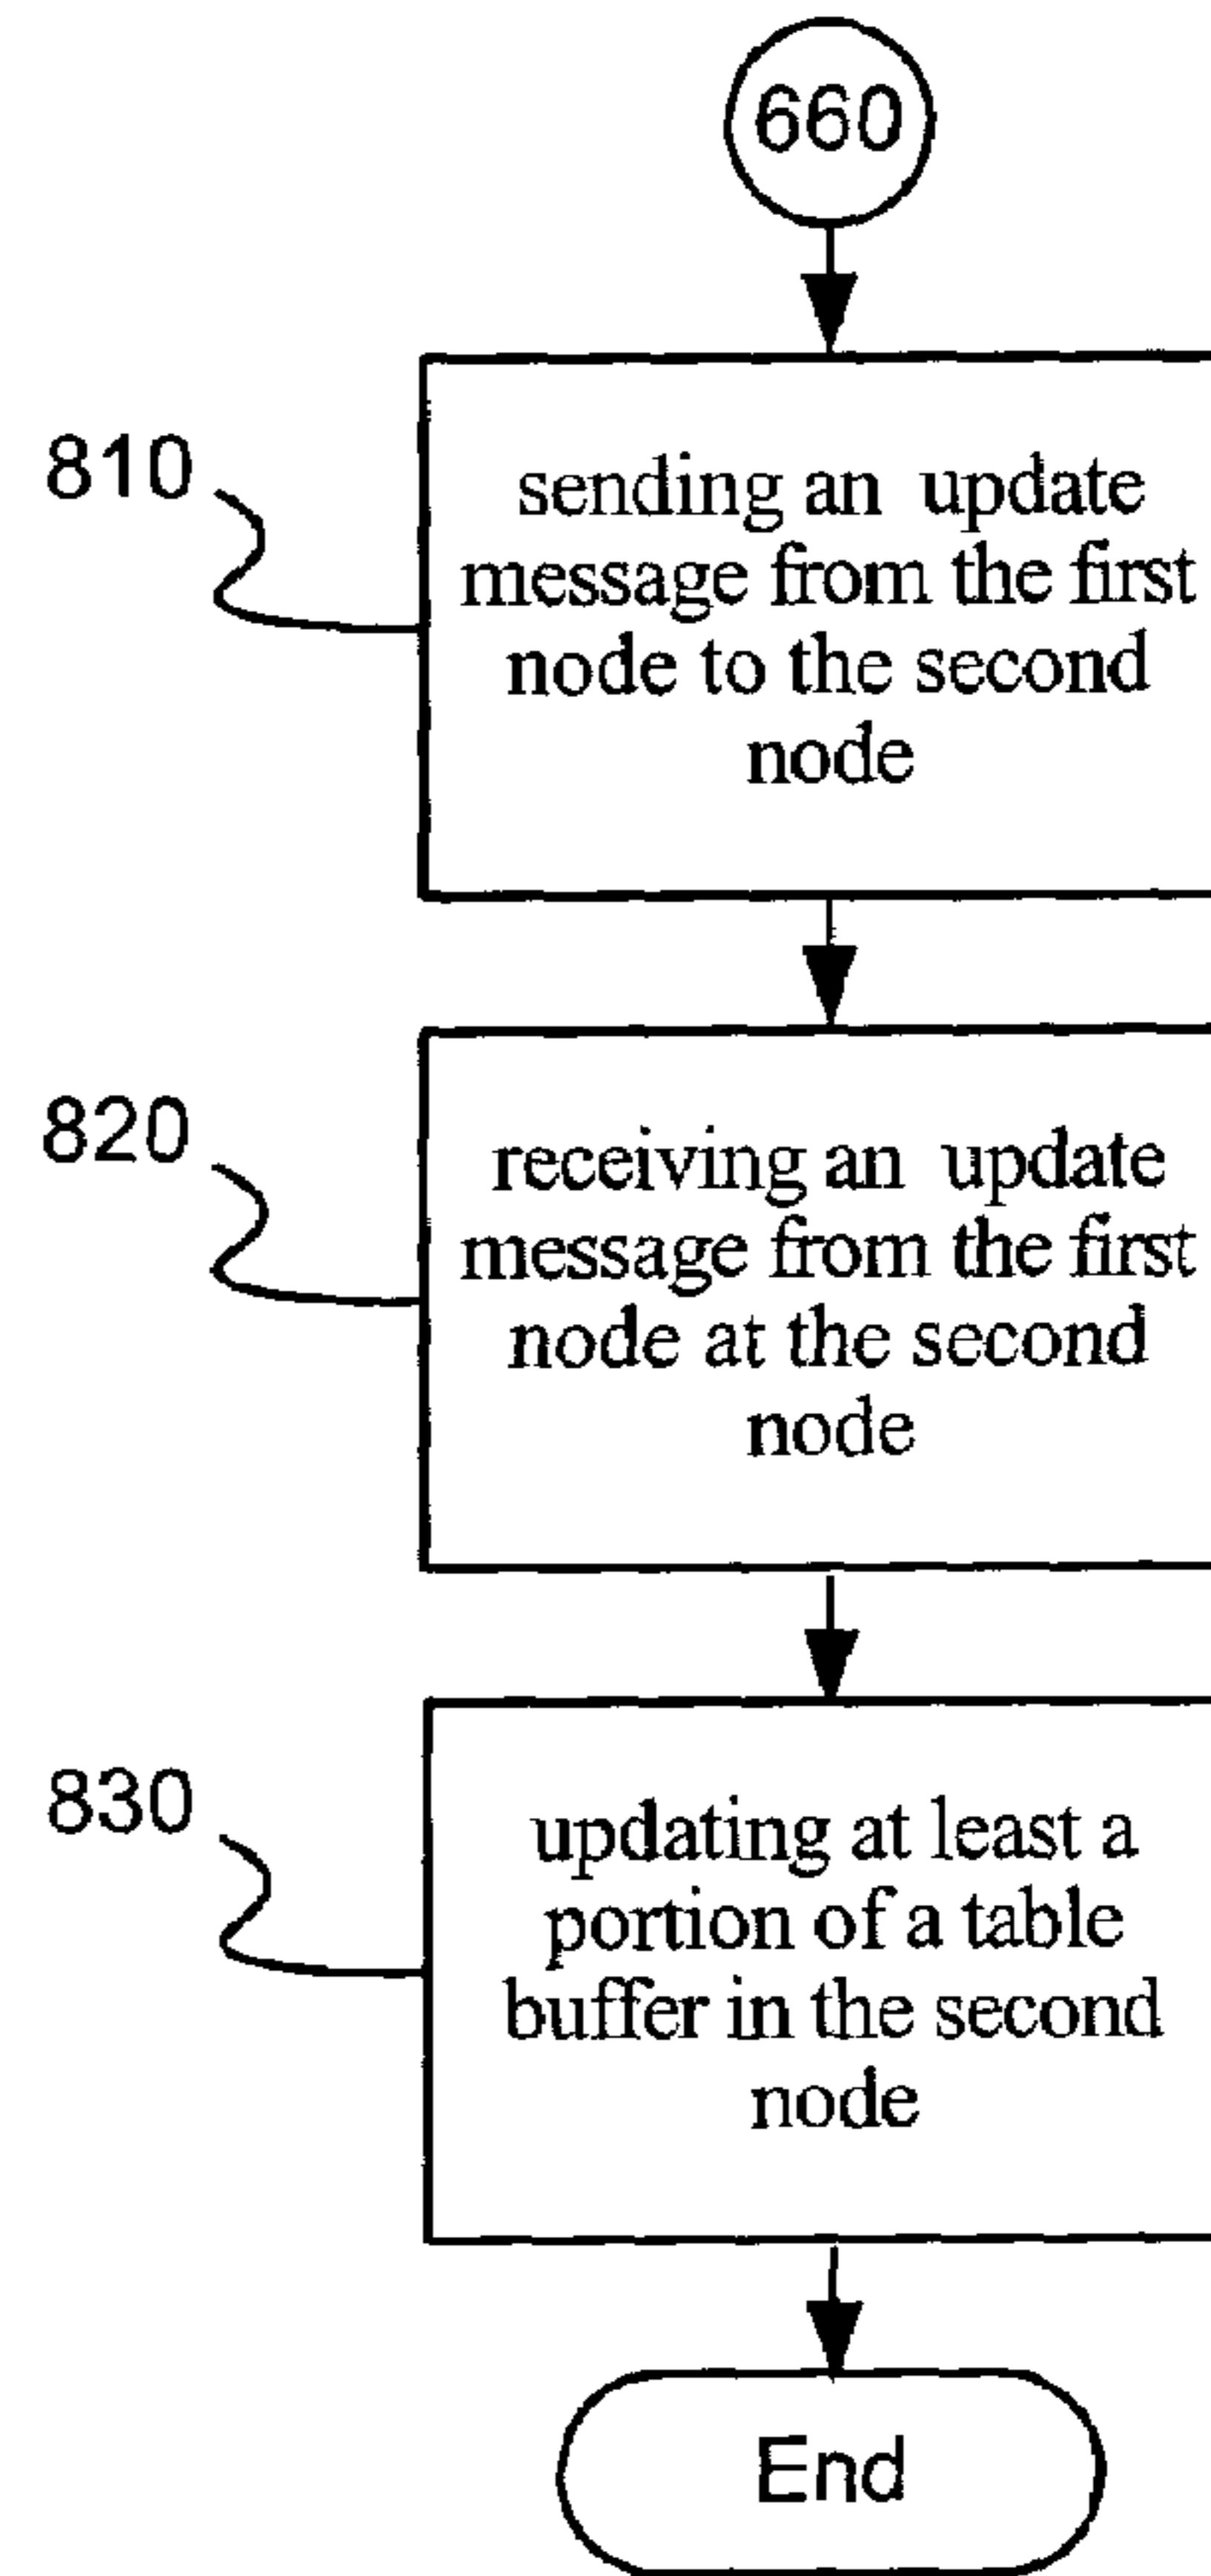 660
810
sending an update
message from the first
node to the second
node
820
receiving an update
message from the first
node at the second
node
830
updating at least a
portion of a table
buffer in the second
node
End